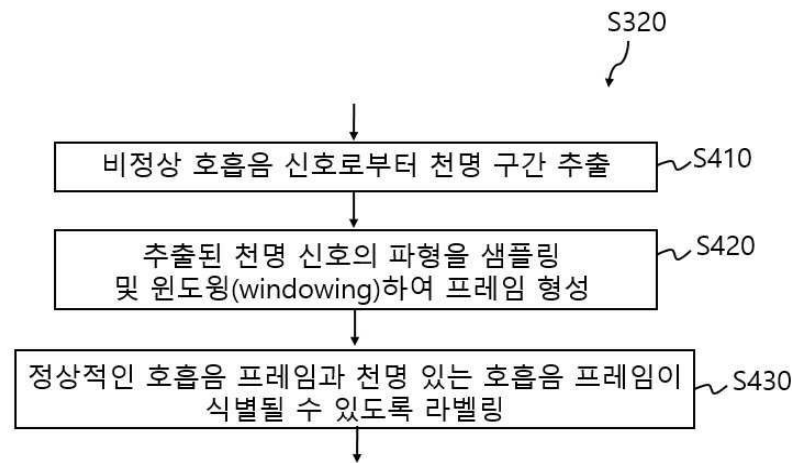 S320
비정상 호흡음 신호로부터 천명 구간 추출
S410
추출된 천명 신호의 파형을 샘플링
및 윈도윙(windowing)하여 프레임 형성
S420
정상적인 호흡음 프레임과 천명 있는 호흡음 프레임이
식별될 수 있도록 라벨링
S430